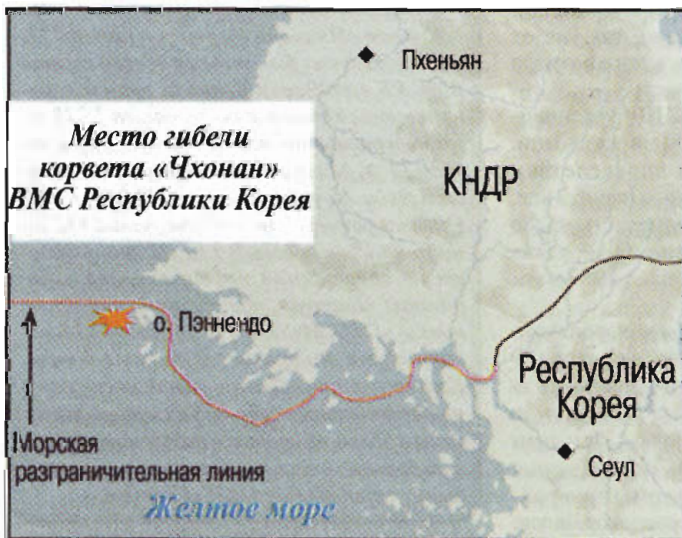 Пхеньян
Место гибели
корвета «Чхонан»
ВМС Республики Корея
КНДР
о. Пэннендо
Республика
Корея
Морская
разграничительная линия
Сеул
Желтое море